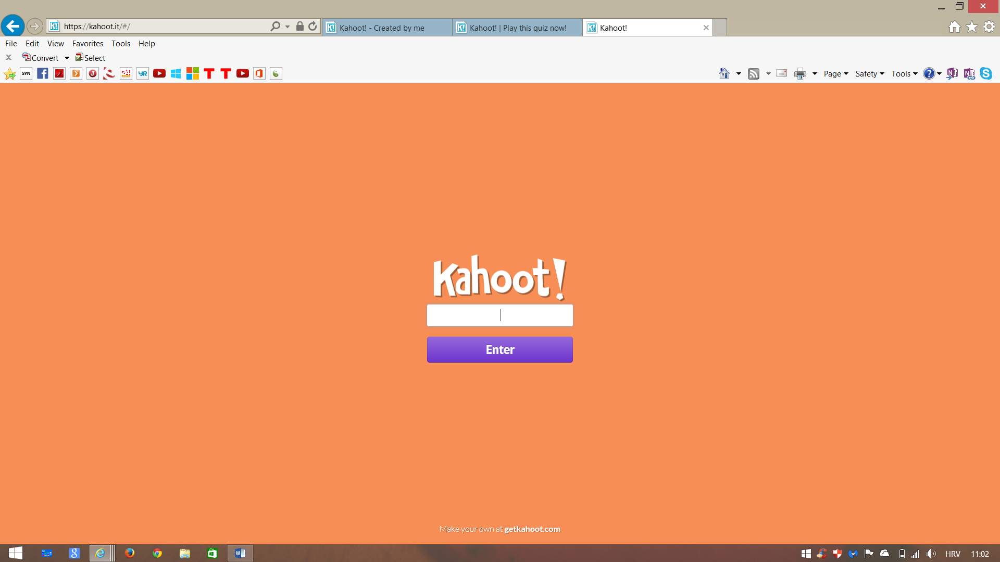 https://kahoot.it/#/
Kahoot! - Created by me
Kahoot! | Play this quiz now!
Kahoot!
File Edit View Favorites Tools Help
Convert Select
SYN
Page Safety Tools
Kahoot!
Enter
Make your own at getkahoot.com
HRV 11:02